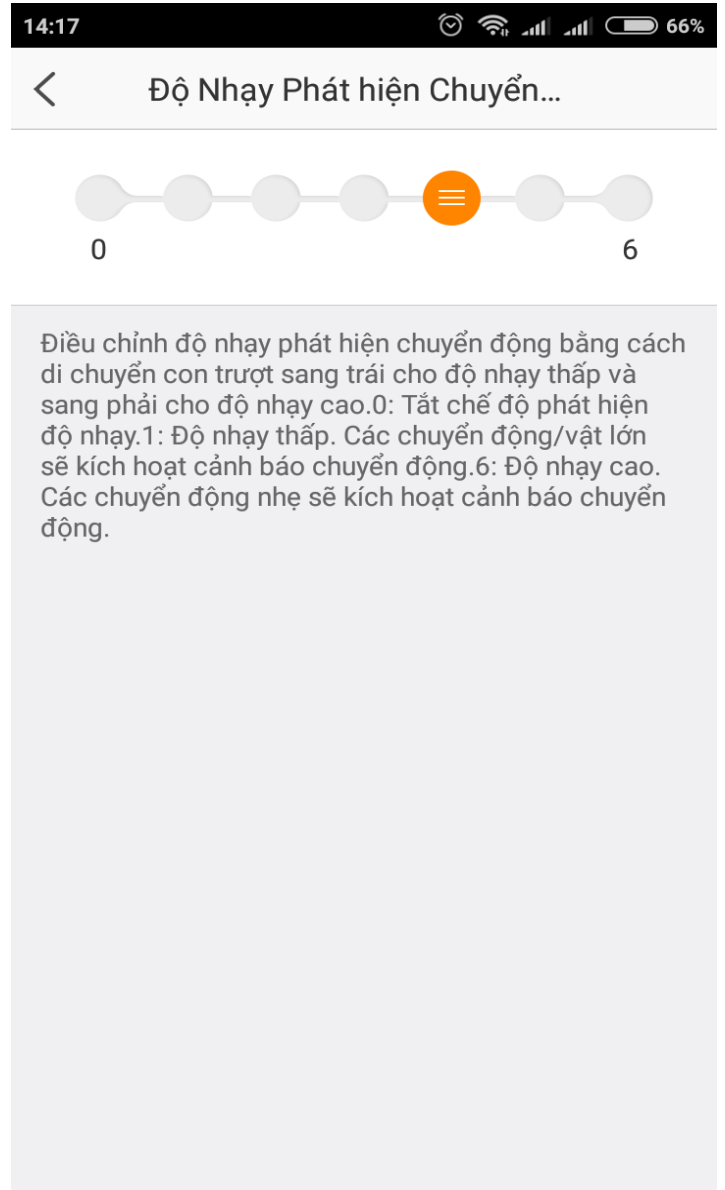 14:17
66%
Độ Nhạy Phát hiện Chuyển...
0
6
Điều chỉnh độ nhạy phát hiện chuyển động bằng cách
di chuyển con trượt sang trái cho độ nhạy thấp và
sang phải cho độ nhạy cao.0: Tắt chế độ phát hiện
độ nhạy.1: Độ nhạy thấp. Các chuyển động/vật lớn
sẽ kích hoạt cảnh báo chuyển động.6: Độ nhạy cao.
Các chuyển động nhẹ sẽ kích hoạt cảnh báo chuyển
động.